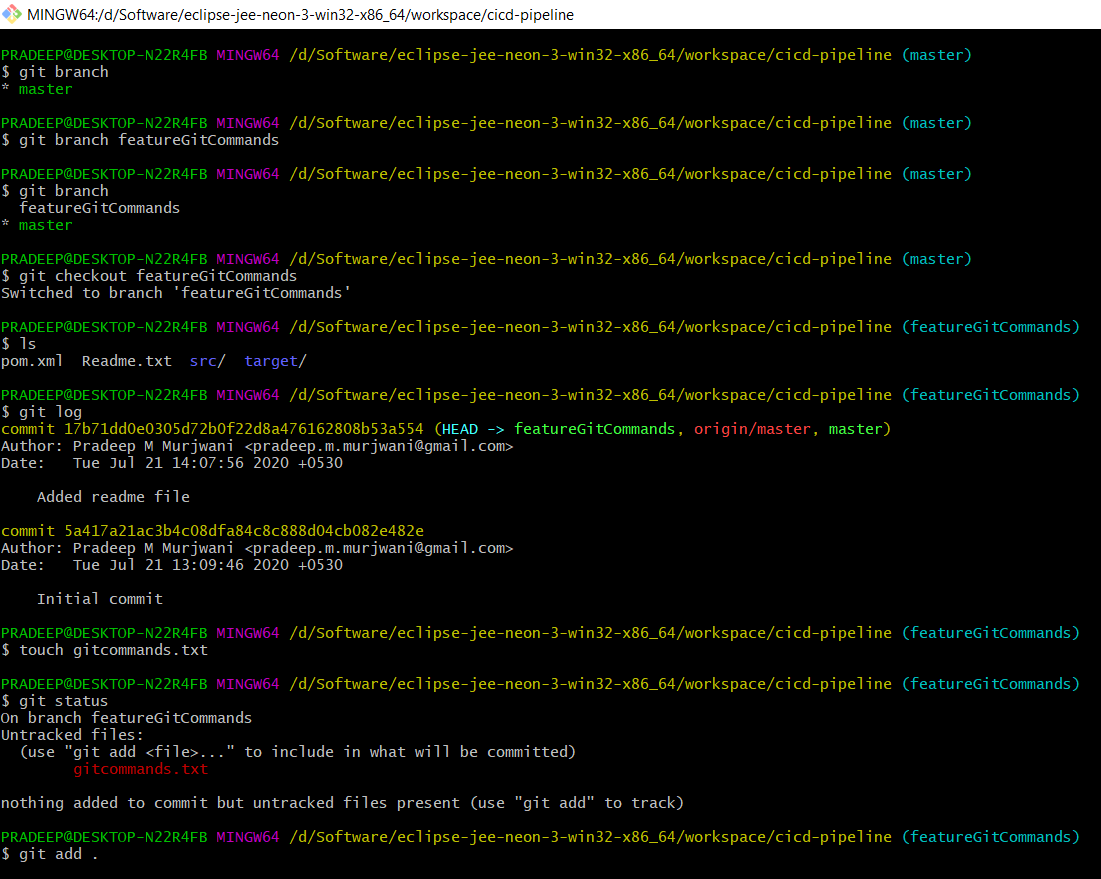 MINGW64:/d/Software/eclipse-jee-neon-3-win32-x86_64/workspace/cicd-pipeline
PRADEEP@DESKTOP-N22R4FB MINGW64 /d/Software/eclipse-jee-neon-3-win32-x86_64/workspace/cicd-pipeline (master)
$ git branch
* master
PRADEEP@DESKTOP-N22R4FB MINGW64 /d/Software/eclipse-jee-neon-3-win32-x86_64/workspace/cicd-pipeline (master)
$ git branch featureGitCommands
PRADEEP@DESKTOP-N22R4FB MINGW64 /d/Software/eclipse-jee-neon-3-win32-x86_64/workspace/cicd-pipeline (master)
$ git branch
  featureGitCommands
* master
PRADEEP@DESKTOP-N22R4FB MINGW64 /d/Software/eclipse-jee-neon-3-win32-x86_64/workspace/cicd-pipeline (master)
$ git checkout featureGitCommands
Switched to branch 'featureGitCommands'
PRADEEP@DESKTOP-N22R4FB MINGW64 /d/Software/eclipse-jee-neon-3-win32-x86_64/workspace/cicd-pipeline (featureGitCommands)
$ ls
pom.xml  Readme.txt  src/  target/
PRADEEP@DESKTOP-N22R4FB MINGW64 /d/Software/eclipse-jee-neon-3-win32-x86_64/workspace/cicd-pipeline (featureGitCommands)
$ git log
commit 17b71dd0e0305d72b0f22d8a476162808b53a554 (HEAD -> featureGitCommands, origin/master, master)
Author: Pradeep M Murjwani <pradeep.m.murjwani@gmail.com>
Date:   Tue Jul 21 14:07:56 2020 +0530
    Added readme file
commit 5a417a21ac3b4c08dfa84c8c888d04cb082e482e
Author: Pradeep M Murjwani <pradeep.m.murjwani@gmail.com>
Date:   Tue Jul 21 13:09:46 2020 +0530
    Initial commit
PRADEEP@DESKTOP-N22R4FB MINGW64 /d/Software/eclipse-jee-neon-3-win32-x86_64/workspace/cicd-pipeline (featureGitCommands)
$ touch gitcommands.txt
PRADEEP@DESKTOP-N22R4FB MINGW64 /d/Software/eclipse-jee-neon-3-win32-x86_64/workspace/cicd-pipeline (featureGitCommands)
$ git status
On branch featureGitCommands
Untracked files:
  (use "git add <file>..." to include in what will be committed)
        gitcommands.txt
nothing added to commit but untracked files present (use "git add" to track)
PRADEEP@DESKTOP-N22R4FB MINGW64 /d/Software/eclipse-jee-neon-3-win32-x86_64/workspace/cicd-pipeline (featureGitCommands)
$ git add .